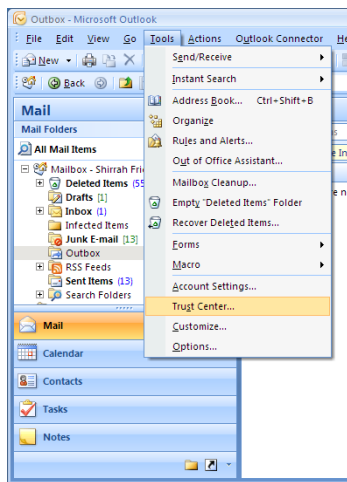 Outbox - Microsoft Outlook
File Edit View Go Tools Actions Outlook Connector
New
Back
Send/Receive
Instant Search
Address Book... Ctrl+Shift+B
Organize
Rules and Alerts...
Out of Office Assistant...
Mailbox Cleanup...
Empty "Deleted Items" Folder
Recover Deleted Items...
Forms
Macro
Account Settings...
Trust Center...
Customize...
Options...
Mail
Mail Folders
All Mail Items
Mailbox - Shirrah
Deleted Items
Drafts [1]
Inbox (1)
Infected Items
Junk E-mail [13]
Outbox
RSS Feeds
Sent Items (13)
Search Folders
Mail
Calendar
Contacts
Tasks
Notes